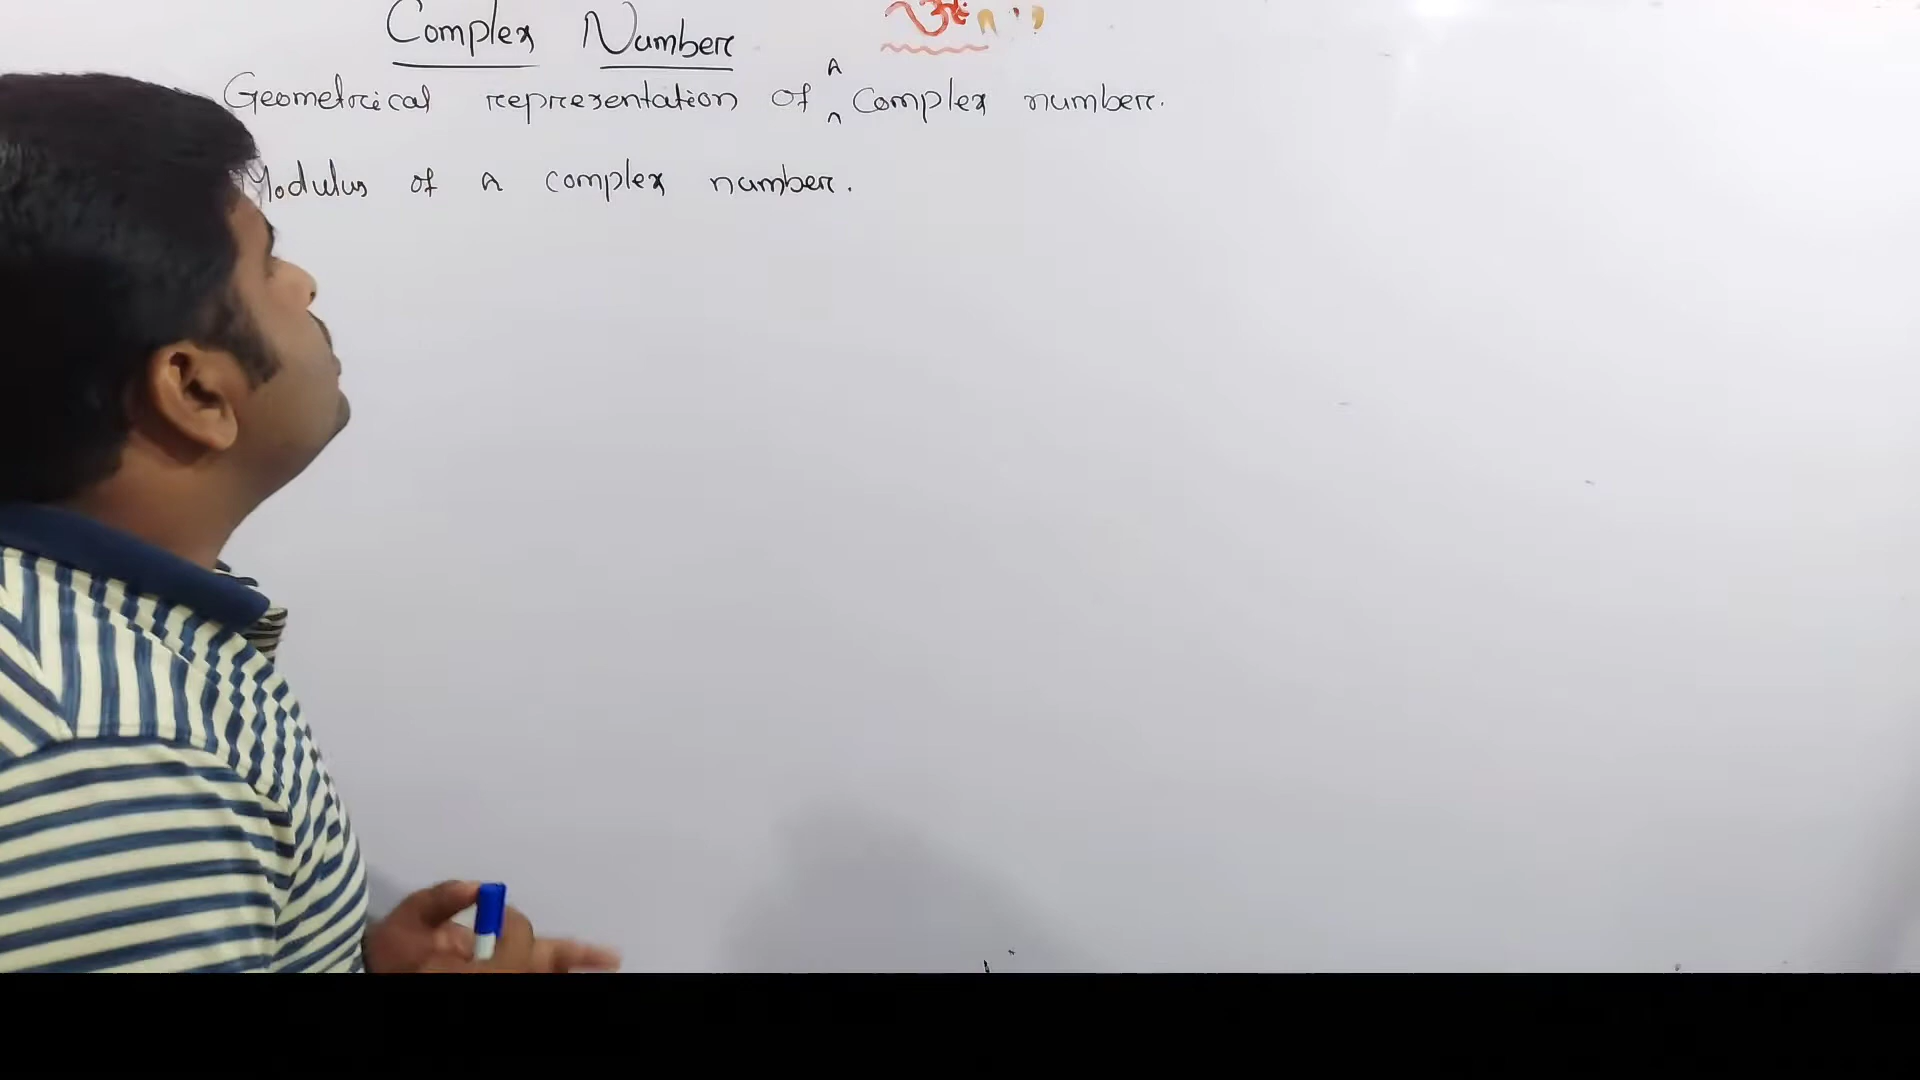 Complex Number
Geometrical representation of A complex number.
Modulus of a complex number.